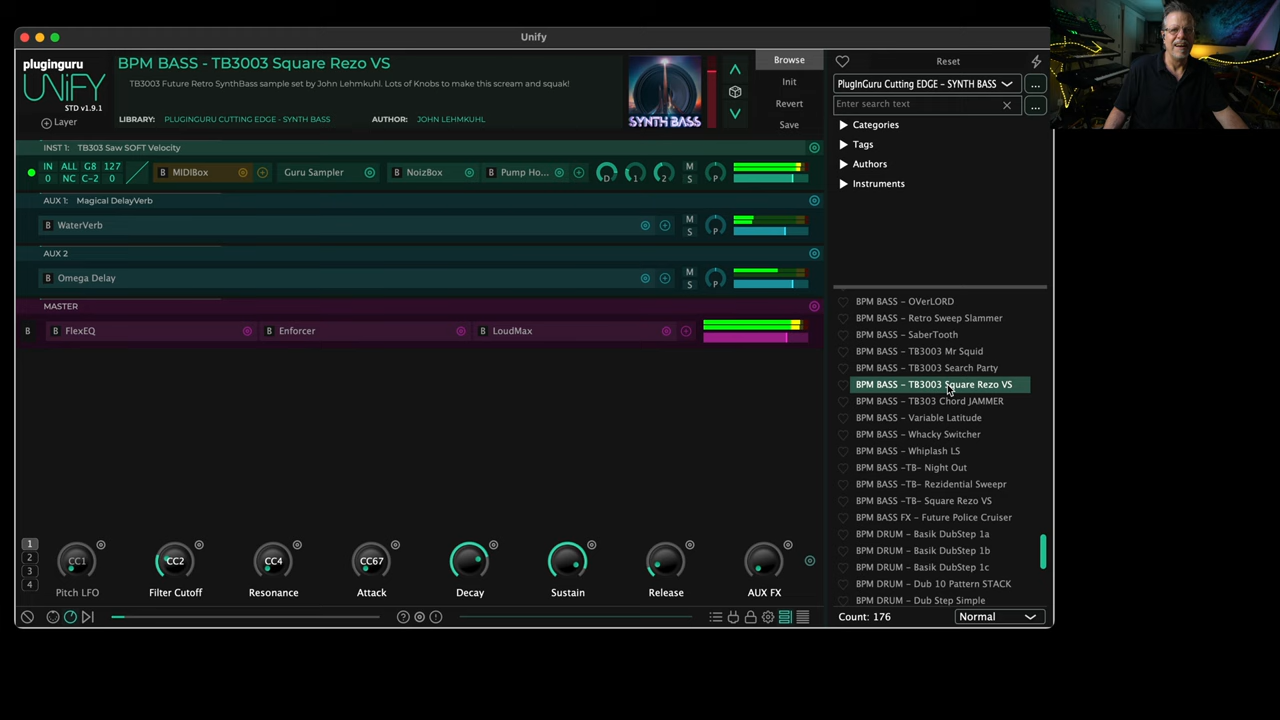 Unify
pluginguru
UNiFY
STD v1.9.1
Layer
BPM BASS - TB3003 Square Rezo VS
TB3003 Future Retro SynthBass sample set by John Lehmkuhl. Lots of Knobs to make this scream and squak!
LIBRARY: PLUGINGURU CUTTING EDGE - SYNTH BASS AUTHOR: JOHN LEHMKUHL
SYNTH BASS
Browse
Init
Revert
Save
INST 1: TB303 Saw SOFT Velocity
IN ALL G8 127
0 NC C-2 0
B MIDIBox
Guru Sampler
B NoizBox
B Pump Ho...
D 1 2
M
S
P
AUX 1: Magical DelayVerb
B WaterVerb
M
S
P
AUX 2
B Omega Delay
M
S
P
MASTER
B B FlexEQ B Enforcer B LoudMax
1
2
3
4
CC1 CC2 CC4 CC67
Pitch LFO Filter Cutoff Resonance Attack Decay Sustain Release AUX FX
Reset
PlugInGuru Cutting EDGE - SYNTH BASS
...
Enter search text
...
Categories
Tags
Authors
Instruments
BPM BASS - OVerLORD
BPM BASS - Retro Sweep Slammer
BPM BASS - SaberTooth
BPM BASS - TB3003 Mr Squid
BPM BASS - TB3003 Search Party
BPM BASS - TB3003 Square Rezo VS
BPM BASS - TB303 Chord JAMMER
BPM BASS - Variable Latitude
BPM BASS - Whacky Switcher
BPM BASS - Whiplash LS
BPM BASS -TB- Night Out
BPM BASS -TB- Rezidential Sweepr
BPM BASS -TB- Square Rezo VS
BPM BASS FX - Future Police Cruiser
BPM DRUM - Basik DubStep 1a
BPM DRUM - Basik DubStep 1b
BPM DRUM - Basik DubStep 1c
BPM DRUM - Dub 10 Pattern STACK
BPM DRUM - Dub Step Simple
Count: 176
Normal